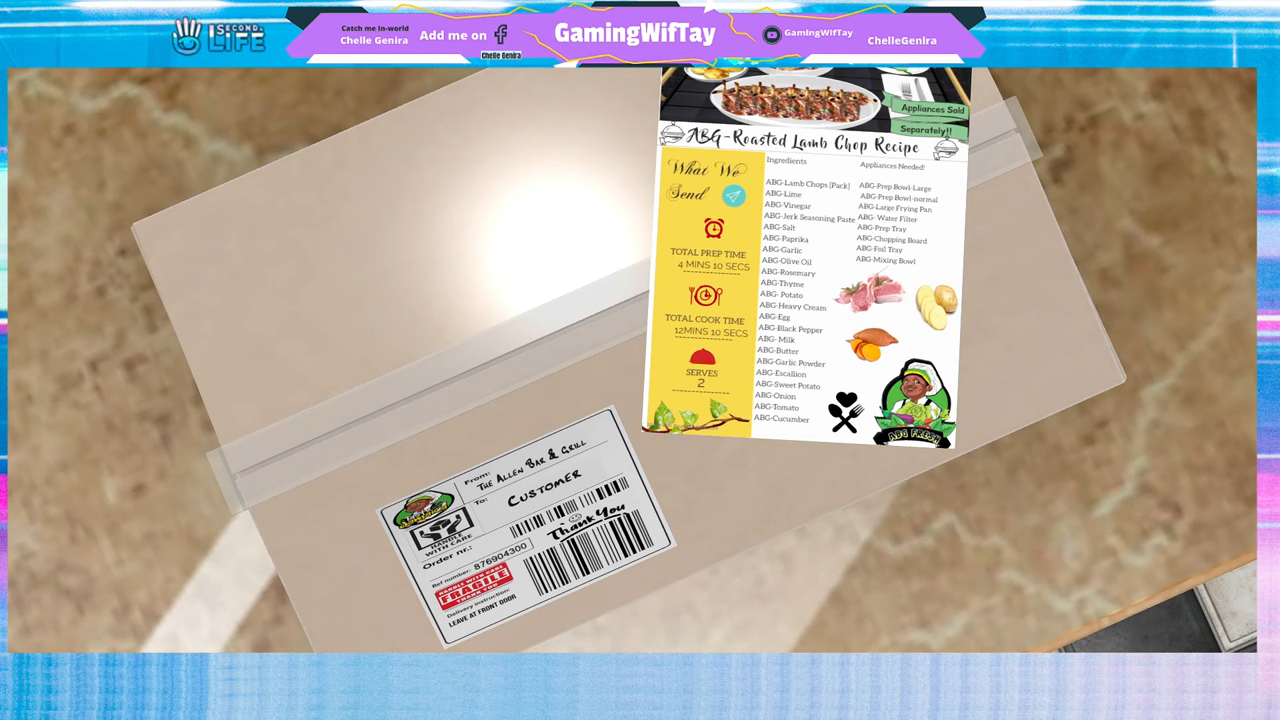 SECOND LIFE
Catch me in-world
Chelle Genira
Add me on
Chelle Genira
GamingWifTay
GamingWifTay
ChelleGenira
Appliances Sold
Separately!!
ABG-Roasted Lamb Chop Recipe
What We
Send
TOTAL PREP TIME
4 MINS 10 SECS
TOTAL COOK TIME
12MINS 10 SECS
SERVES
2
Ingredients
ABG-Lamb Chops [Pack]
ABG-Lime
ABG-Vinegar
ABG-Jerk Seasoning Paste
ABG-Salt
ABG-Paprika
ABG-Garlic
ABG-Olive Oil
ABG-Rosemary
ABG-Thyme
ABG- Potato
ABG-Heavy Cream
ABG-Egg
ABG-Black Pepper
ABG- Milk
ABG-Butter
ABG-Garlic Powder
ABG-Escallion
ABG-Sweet Potato
ABG-Onion
ABG-Tomato
ABG-Cucumber
Appliances Needed!
ABG-Prep Bowl-Large
ABG-Prep Bowl-normal
ABG-Large Frying Pan
ABG- Water Filter
ABG-Prep Tray
ABG-Chopping Board
ABG-Foil Tray
ABG-Mixing Bowl
ABG FRESH
From:
THE ALLEN BAR & GRILL
To:
CUSTOMER
HANDLE
WITH CARE
Thank You
Order nr.:
Ref number: 876904300
HANDLE WITH CARE
FRAGILE
THANK YOU
Delivery instruction:
LEAVE AT FRONT DOOR